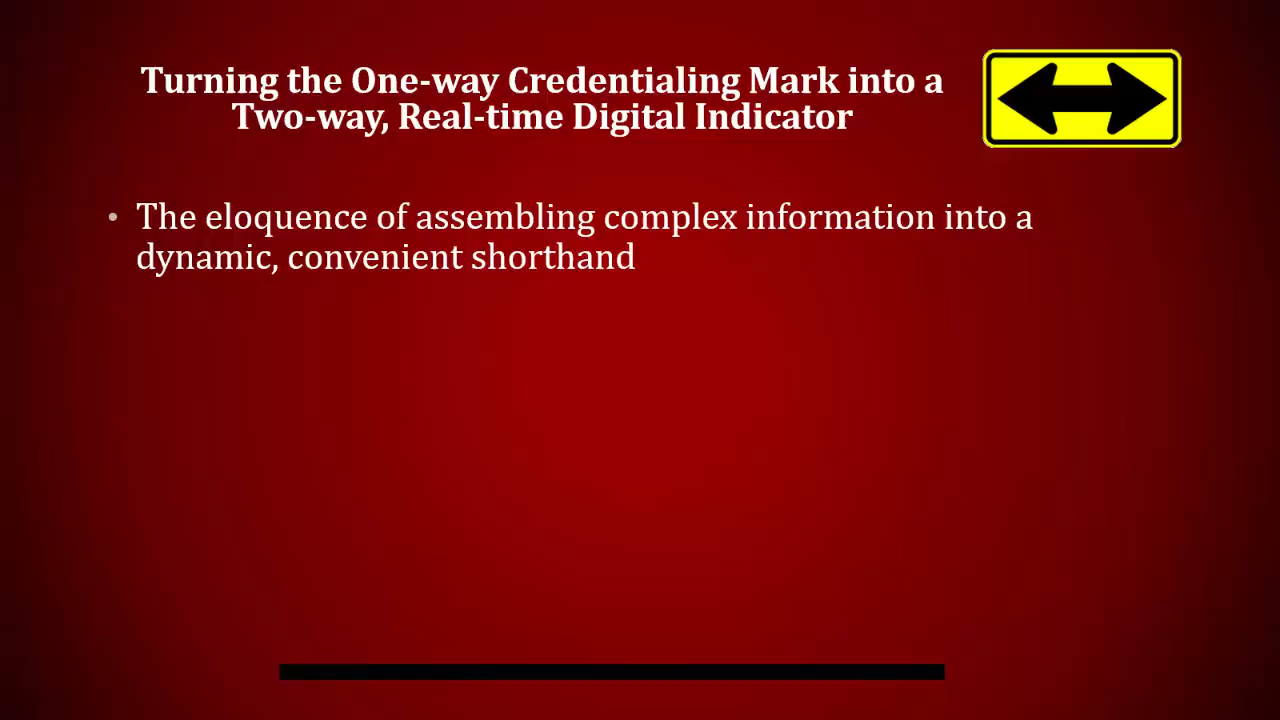 Turning the One-way Credentialing Mark into a
Two-way, Real-time Digital Indicator
• The eloquence of assembling complex information into a
dynamic, convenient shorthand